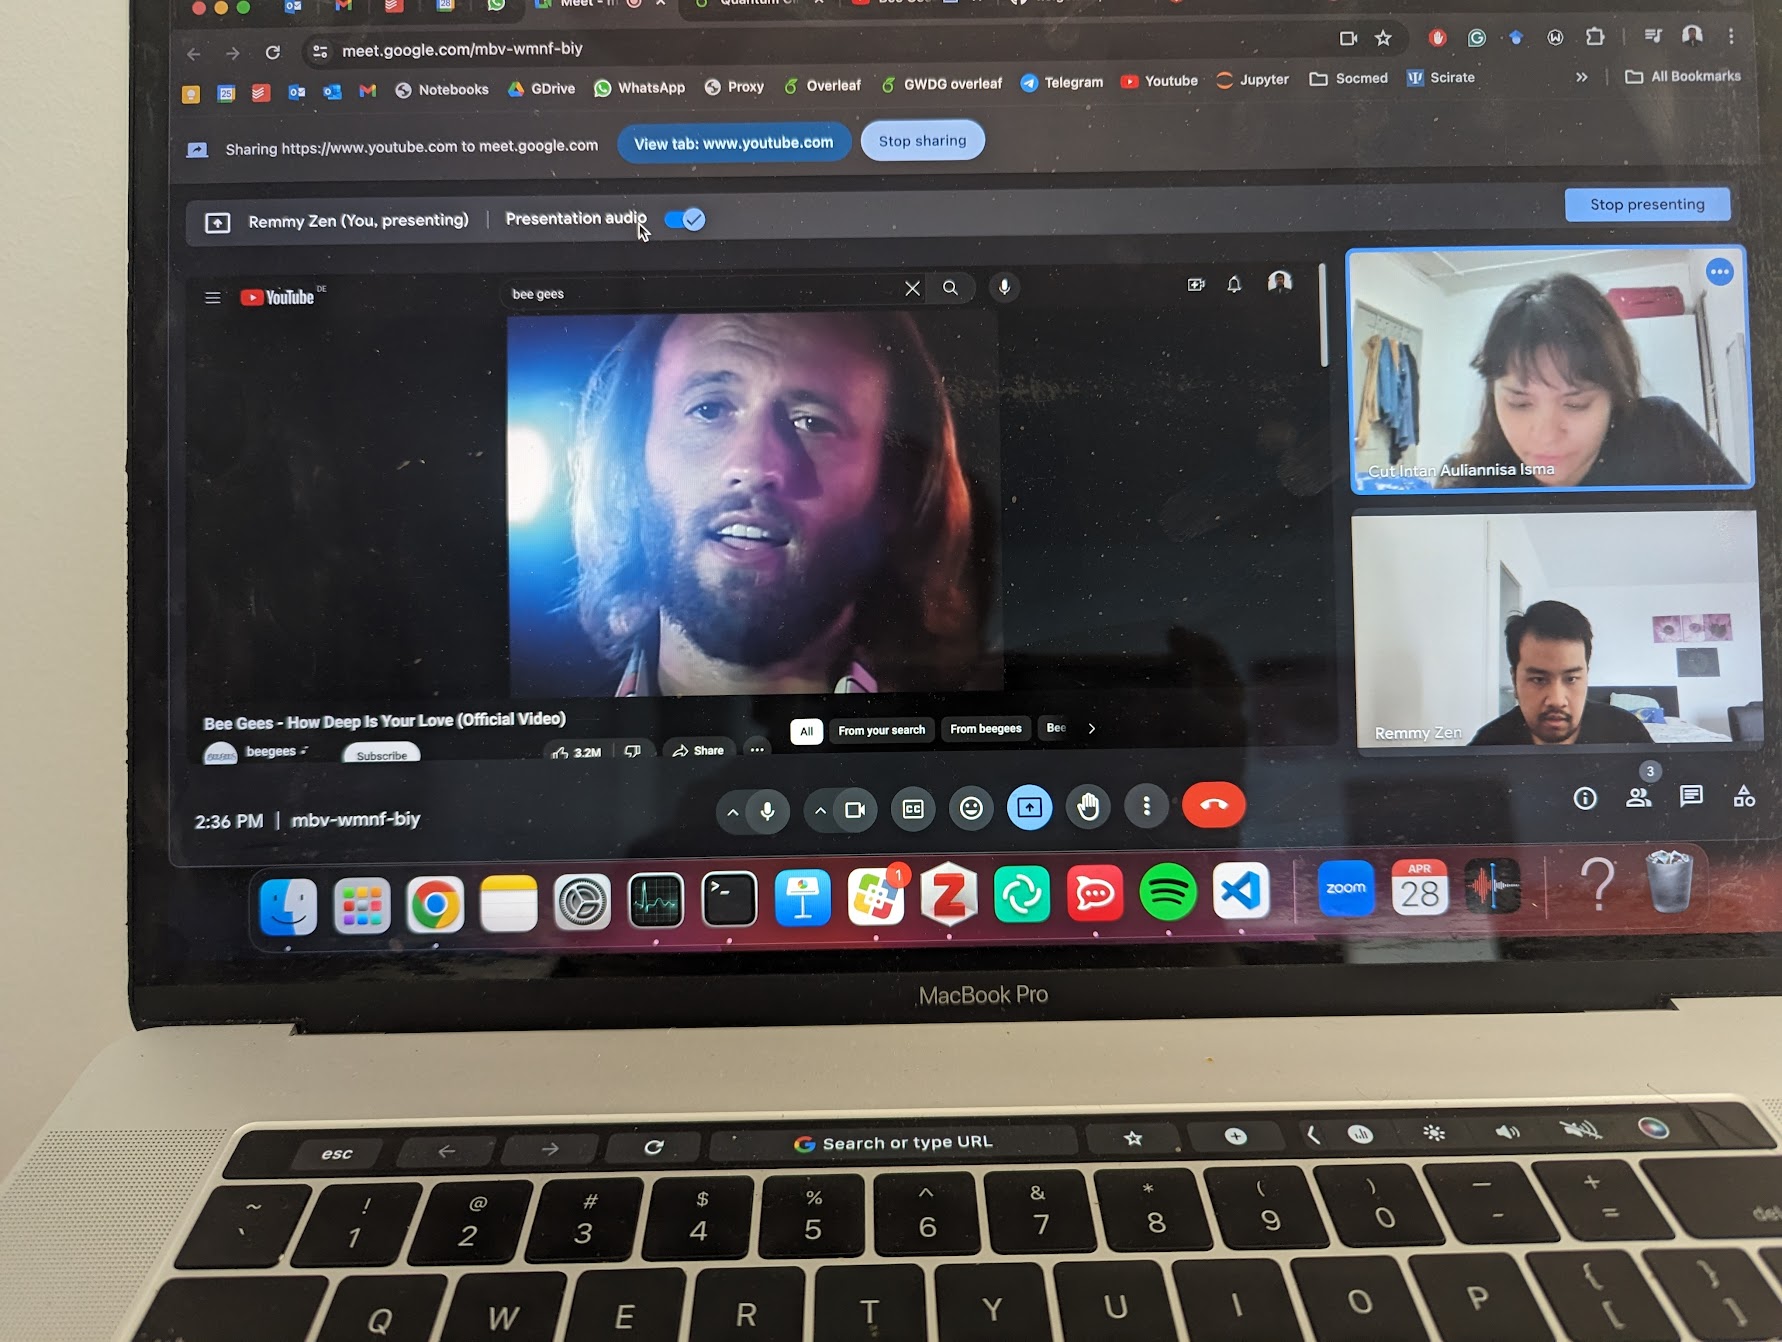 Meet - m
28
meet.google.com/mbv-wmnf-biy
25
Notebooks
GDrive
WhatsApp
Proxy
Overleaf
GWDG overleaf
Telegram
Youtube
Jupyter
Socmed
Scirate
»
All Bookmarks
Sharing https://www.youtube.com to meet.google.com
View tab: www.youtube.com
Stop sharing
Remmy Zen (You, presenting) | Presentation audio
Stop presenting
YouTube DE
bee gees
Cut Intan Auliannisa Isma
Remmy Zen
Bee Gees - How Deep Is Your Love (Official Video)
beegees
Subscribe
3.2M
Share
All
From your search
From beegees
Bee
2:36 PM | mbv-wmnf-biy
CC
3
1
Z
zoom
APR
28
?
MacBook Pro
esc
Search or type URL
~ ` ! 1 @ 2 # 3 $ 4 % 5 ^ 6 & 7 * 8 ( 9 ) 0 — - + = del
Q W E R T Y U I O P { [ } ]